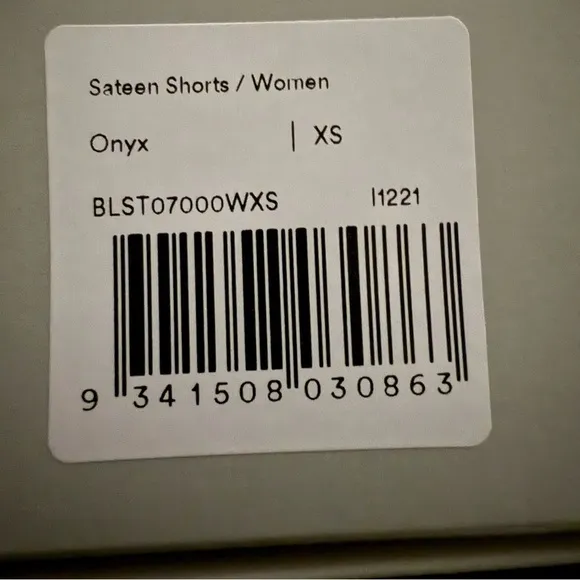 Sateen Shorts / Women
Onyx | XS
BLST07000WXS I1221
9 341508 030863